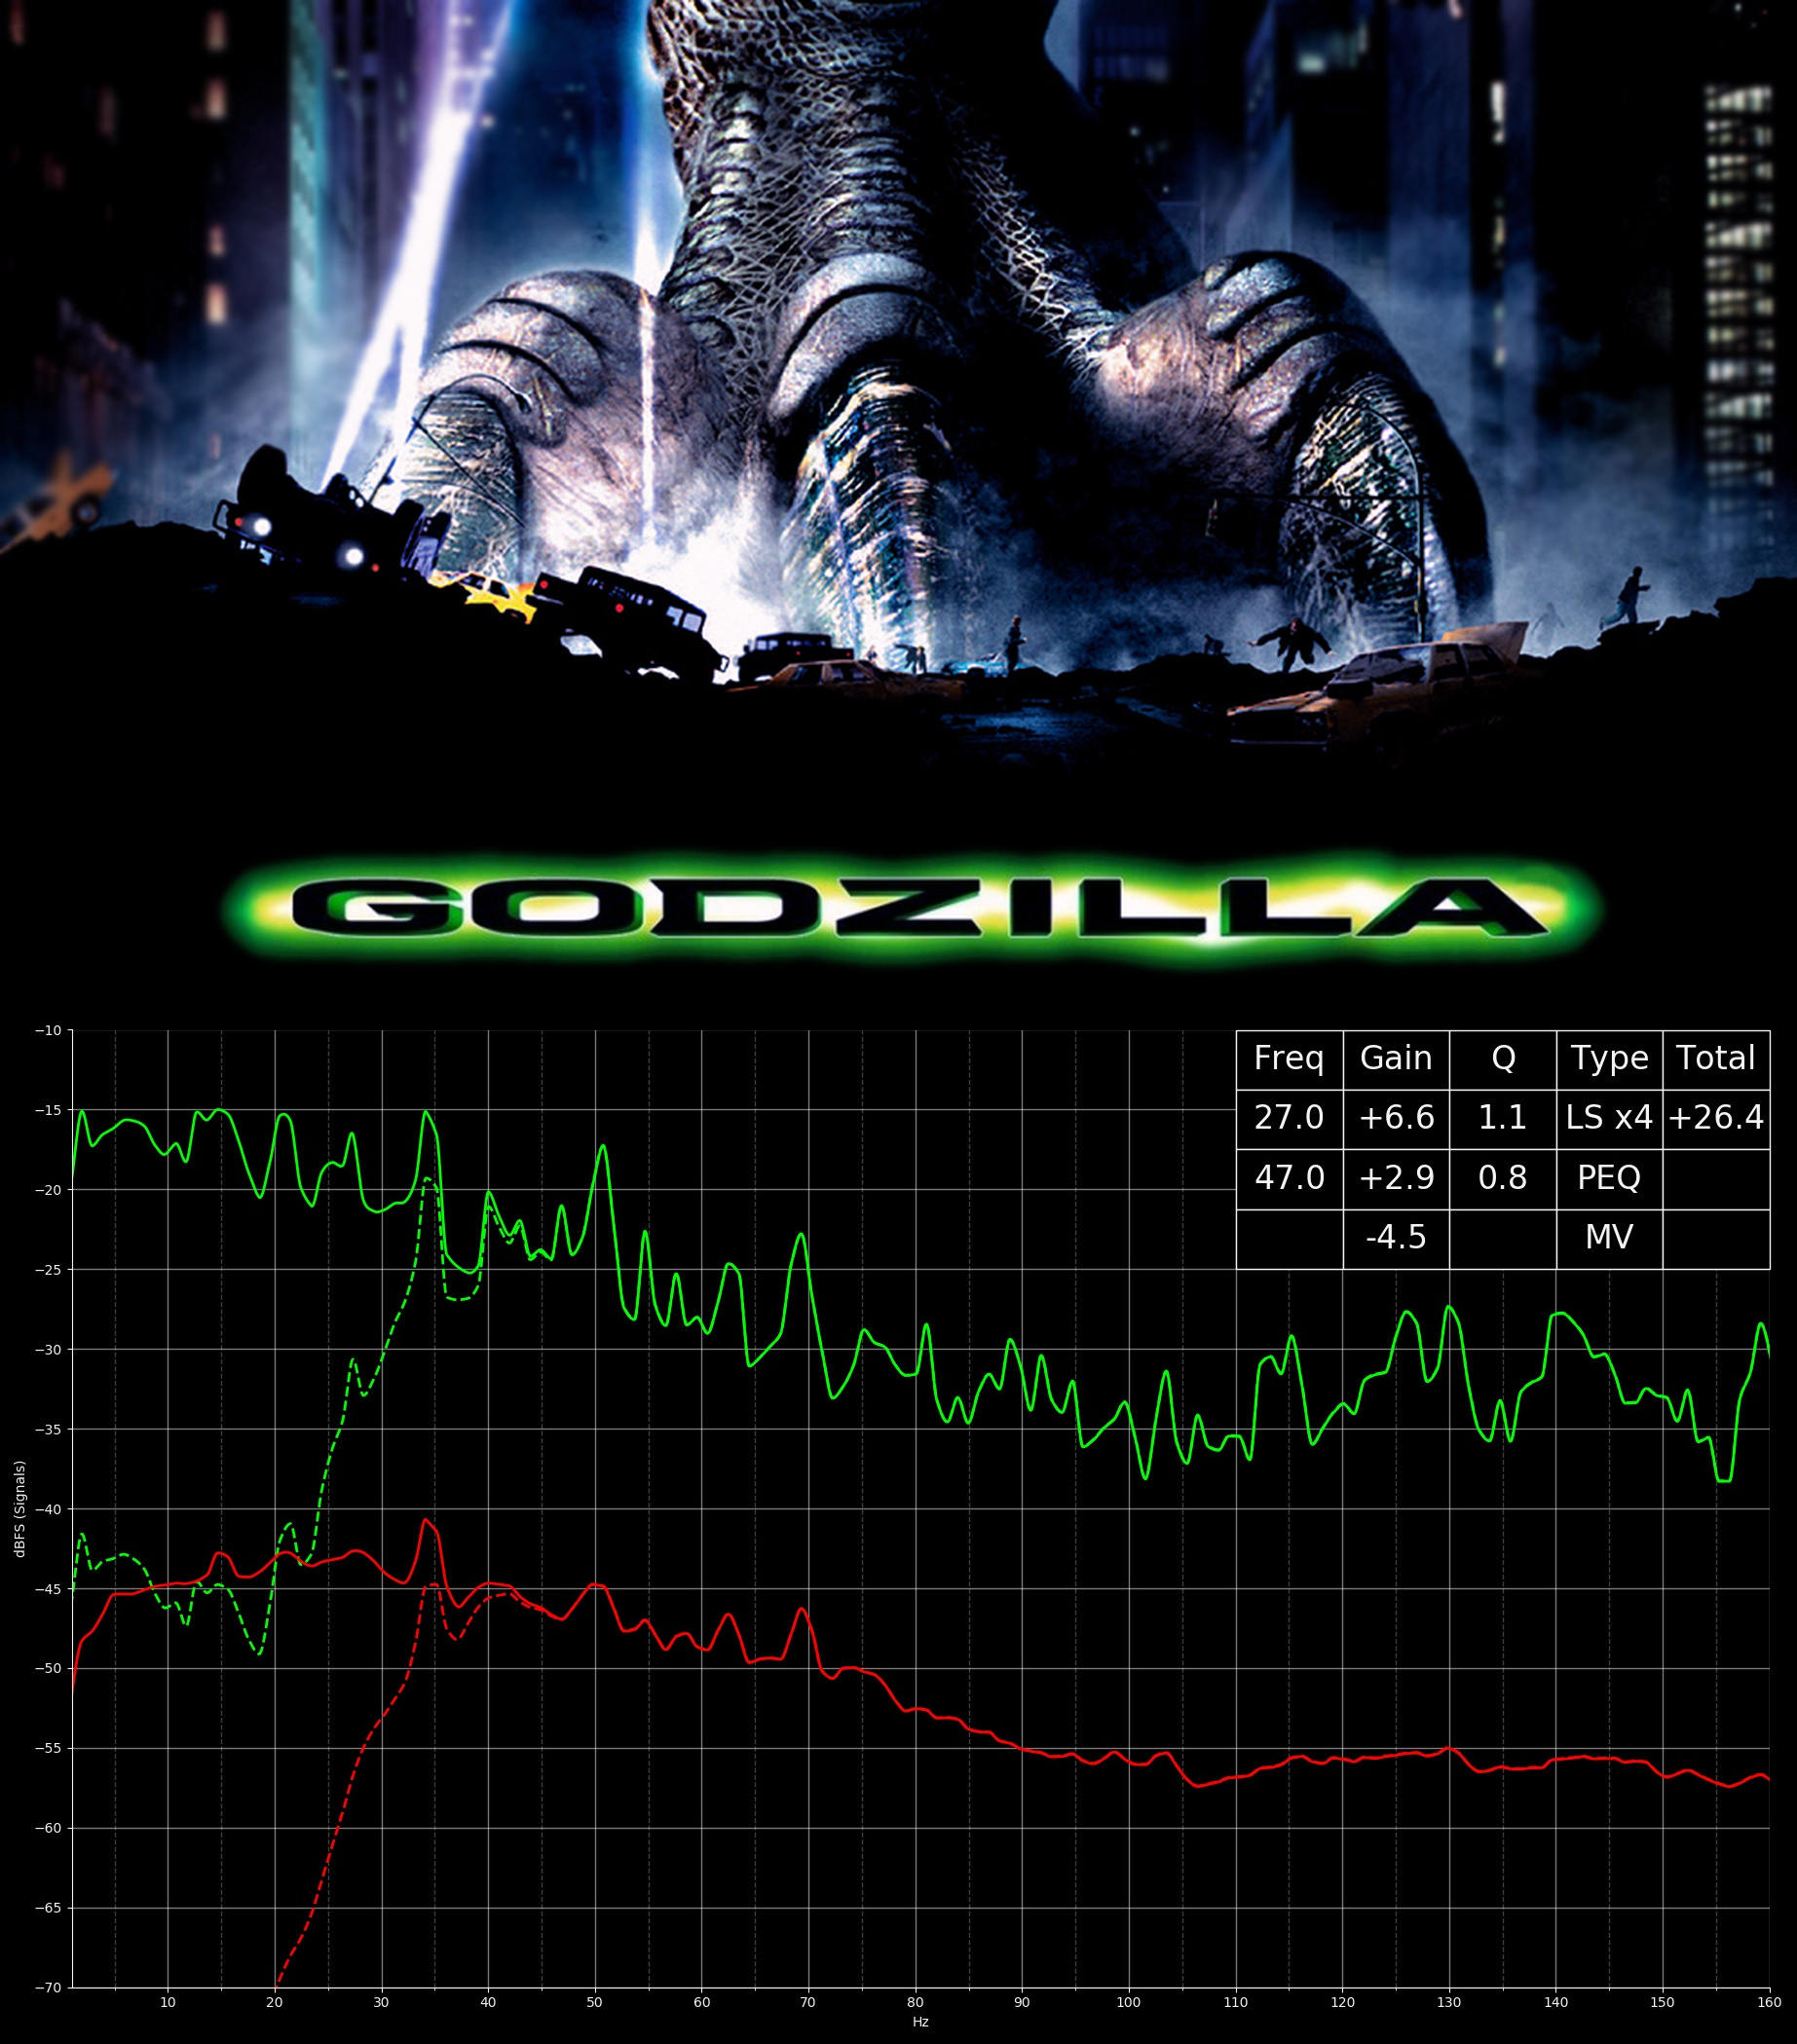 GODZILLA
Freq Gain Q Type Total
27.0 +6.6 1.1 LS x4 +26.4
47.0 +2.9 0.8 PEQ
-4.5 MV
−10
−15
−20
−25
−30
−35
−40
−45
−50
−55
−60
−65
−70
dBFS (Signals)
10 20 30 40 50 60 70 80 90 100 110 120 130 140 150 160
Hz